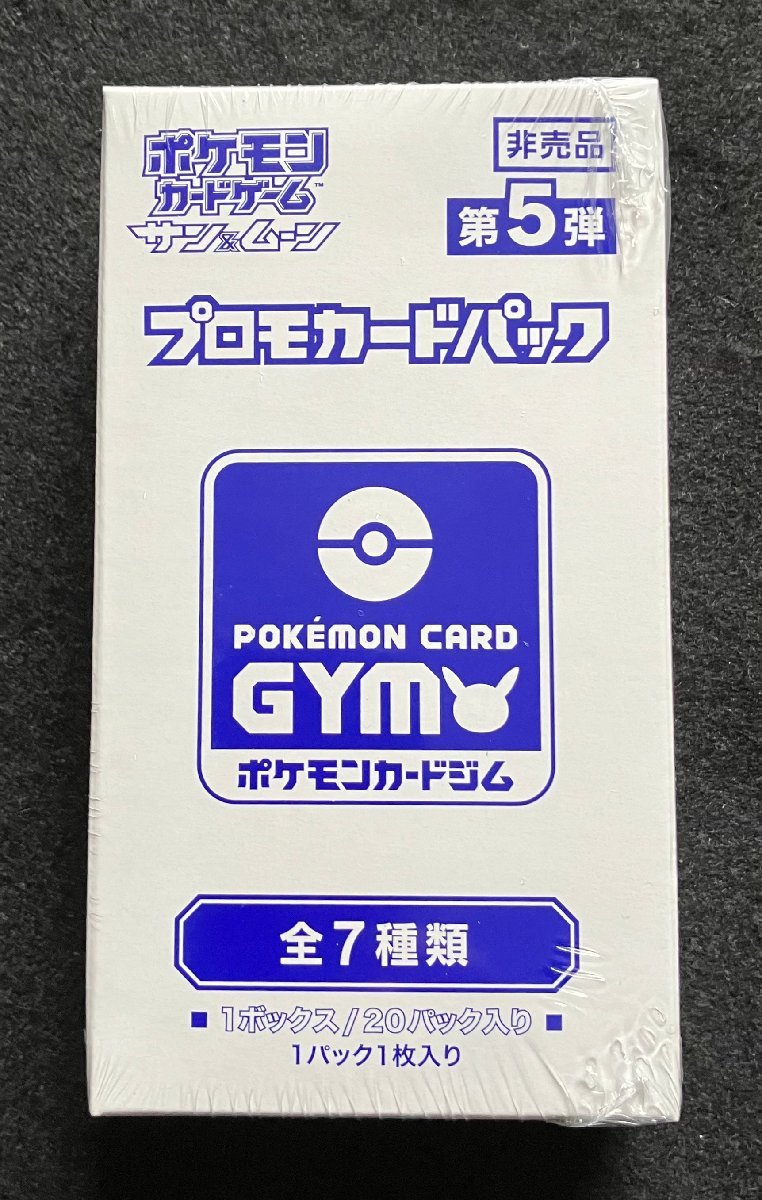 ポケモン
カードゲーム™
サン&ムーン
非売品
第5弾
プロモカードパック
POKÉMON CARD
GYM
ポケモンカードジム
全7種類
■ 1ボックス/20パック入り ■
1パック1枚入り